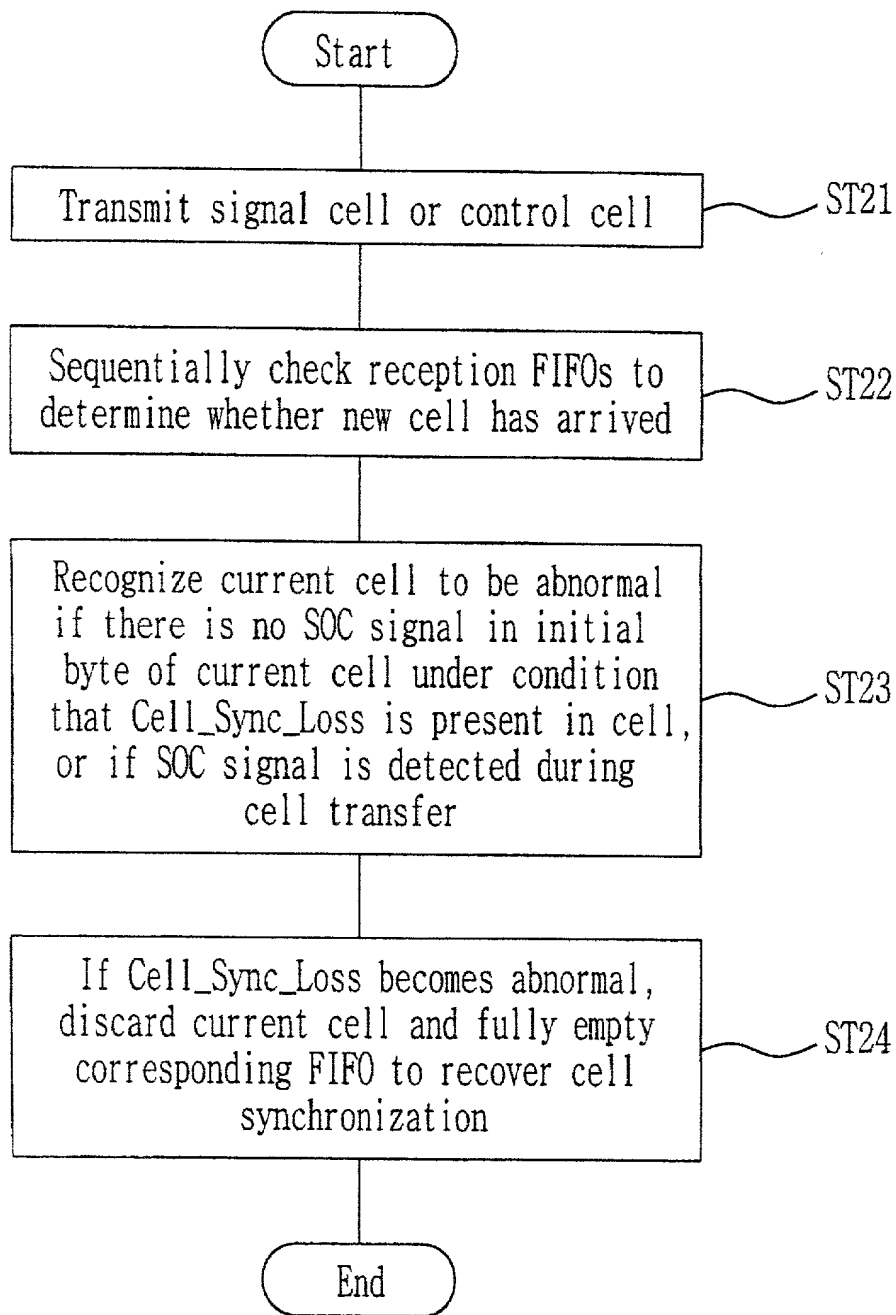 Start
Transmit signal cell or control cell
ST21
Sequentially check reception FIFOs to
determine whether new cell has arrived
ST22
Recognize current cell to be abnormal
if there is no SOC signal in initial
byte of current cell under condition
that Cell_Sync_Loss is present in cell,
or if SOC signal is detected during
cell transfer
ST23
If Cell_Sync_Loss becomes abnormal,
discard current cell and fully empty
corresponding FIFO to recover cell
synchronization
ST24
End